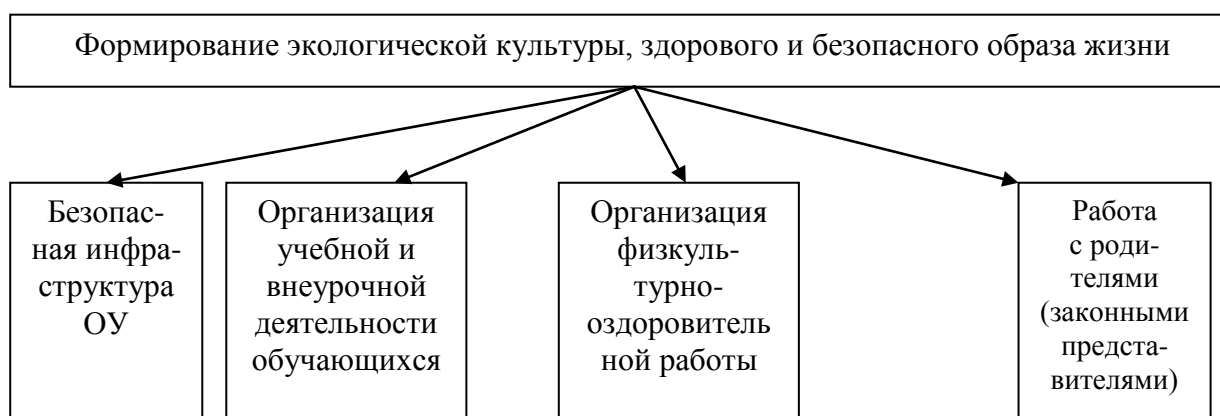 Формирование экологической культуры, здорового и безопасного образа жизни
Безопас-
ная инфра-
структура
ОУ
Организация
учебной и
внеурочной
деятельности
обучающихся
Организация
физкуль-
турно-
оздоровитель
ной работы
Работа
с роди-
телями
(законными
предста-
вителями)